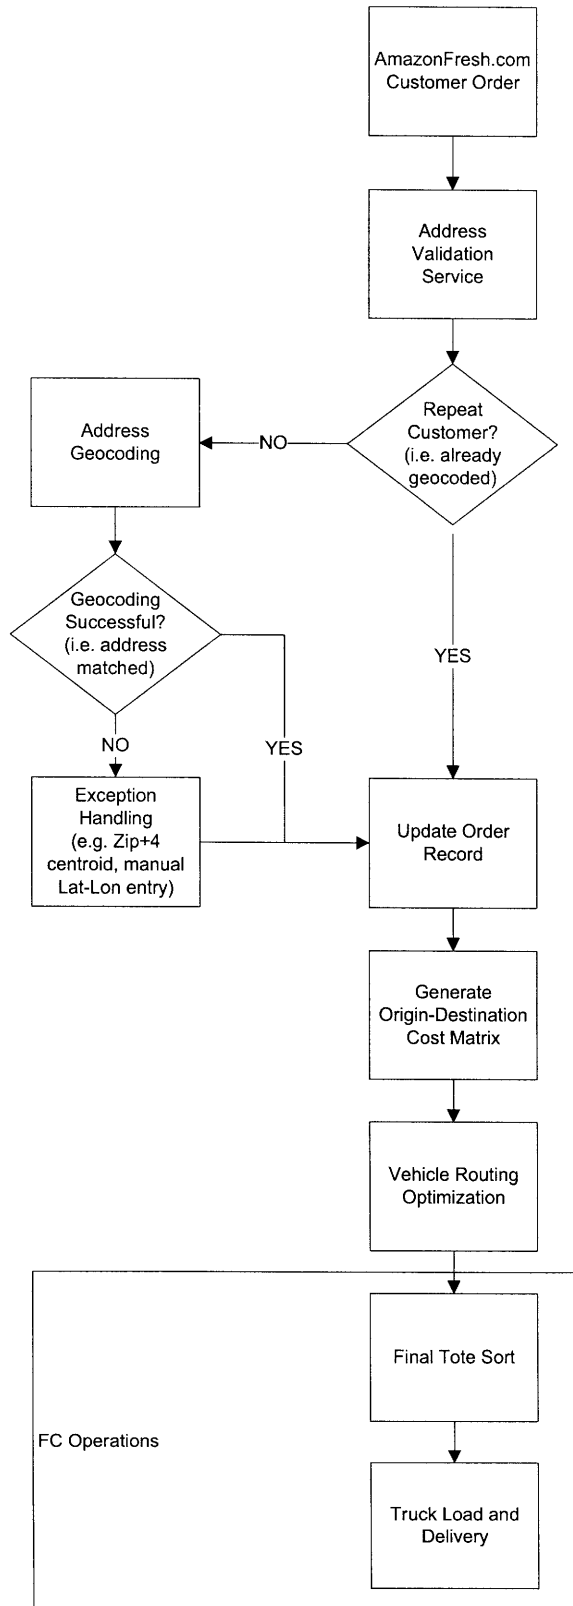 AmazonFresh.com
Customer Order
Address
Validation
Service
Repeat
Customer?
(i.e. already
geocoded)
NO
Address
Geocoding
Geocoding
Successful?
(i.e. address
matched)
YES
NO
YES
Exception
Handling
(e.g. Zip+4
centroid, manual
Lat-Lon entry)
Update Order
Record
Generate
Origin-Destination
Cost Matrix
Vehicle Routing
Optimization
Final Tote Sort
FC Operations
Truck Load and
Delivery